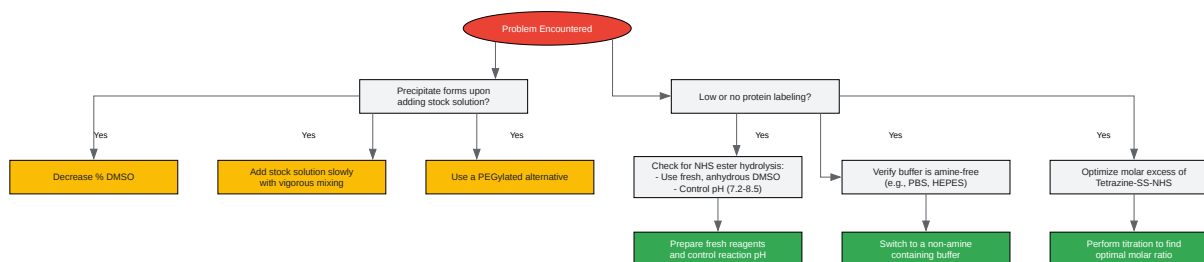 Problem Encountered
Precipitate forms upon
adding stock solution?
Low or no protein labeling?
Yes
Yes
Yes
Yes
Yes
Yes
Decrease % DMSO
Add stock solution slowly
with vigorous mixing
Use a PEGylated alternative
Check for NHS ester hydrolysis:
- Use fresh, anhydrous DMSO
- Control pH (7.2-8.5)
Verify buffer is amine-free
(e.g., PBS, HEPES)
Optimize molar excess of
Tetrazine-SS-NHS
Prepare fresh reagents
and control reaction pH
Switch to a non-amine
containing buffer
Perform titration to find
optimal molar ratio